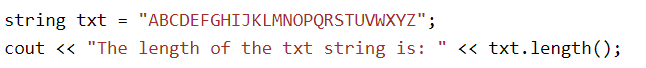 string txt = "ABCDEFGHIJKLMNOPQRSTUVWXYZ";
cout << "The length of the txt string is: " << txt.length();